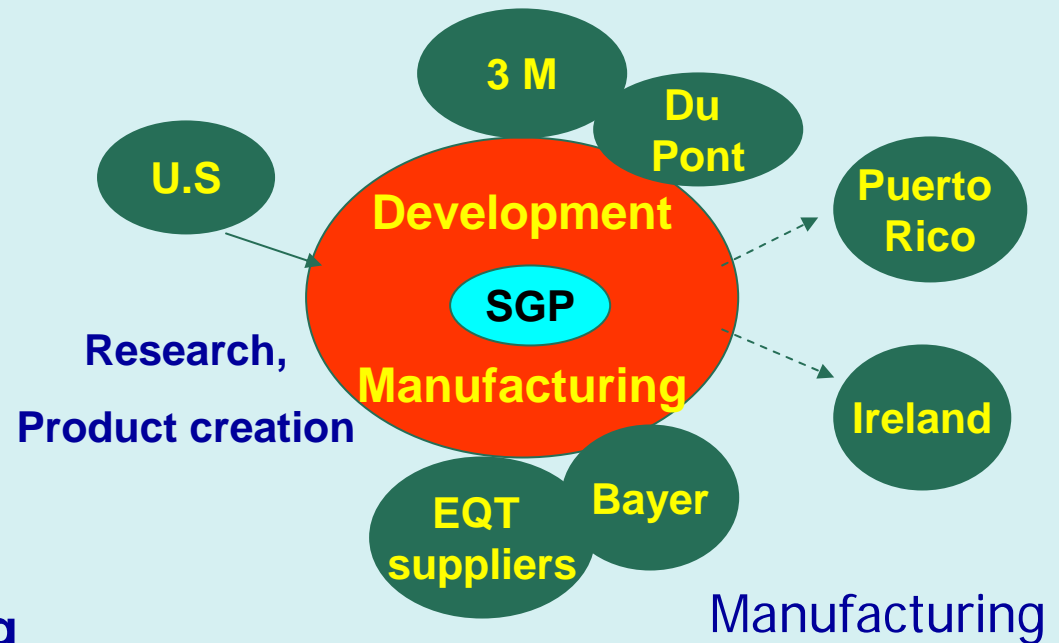 3 M
Du
Pont
U.S
Puerto
Rico
Development
SGP
Research,
Manufacturing
Product creation
Ireland
Bayer
EQT
suppliers
Manufacturing